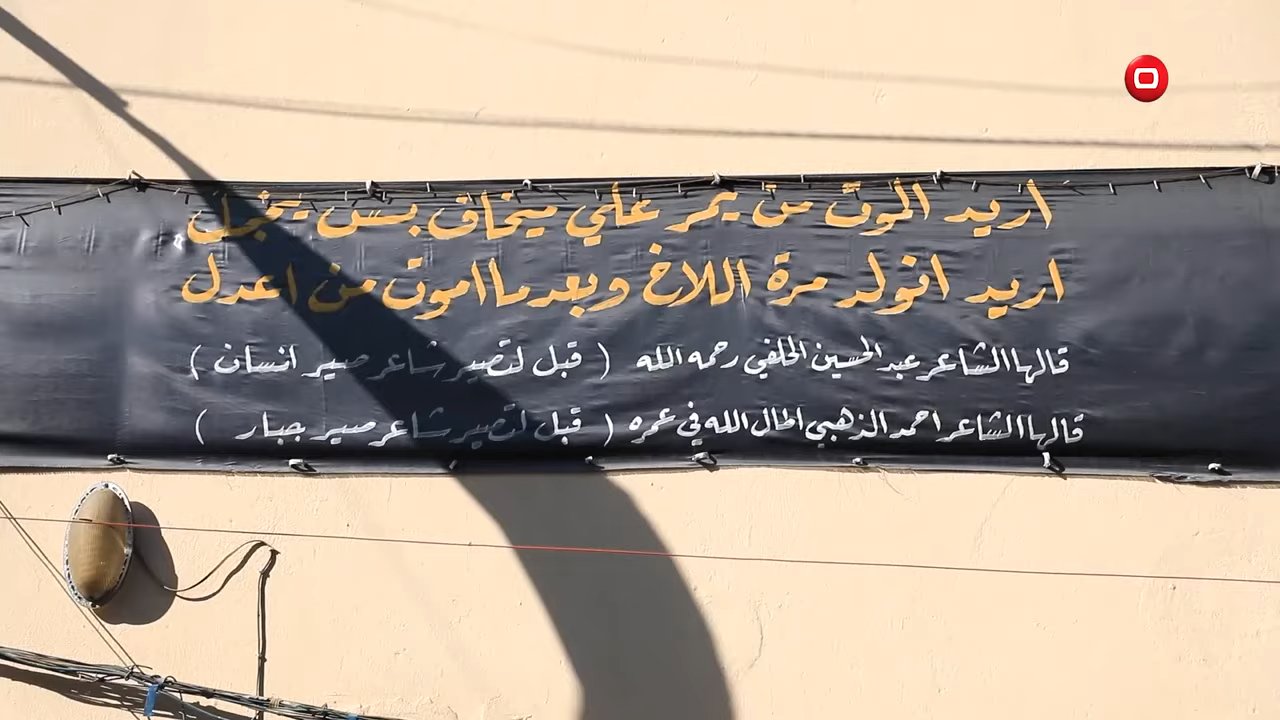 اريد الموت من يمر علي ميخاف بس يخجل
اريد انولد مرة اللاخ وبعد ما اموت من اعدل
قالها الشاعر عبد الحسين الحلفي رحمه الله ( قبل لتصير شاعر صير انسان )
قالها الشاعر احمد الذهبي اطال الله في عمره ( قبل لتصير شاعر صير جبار )